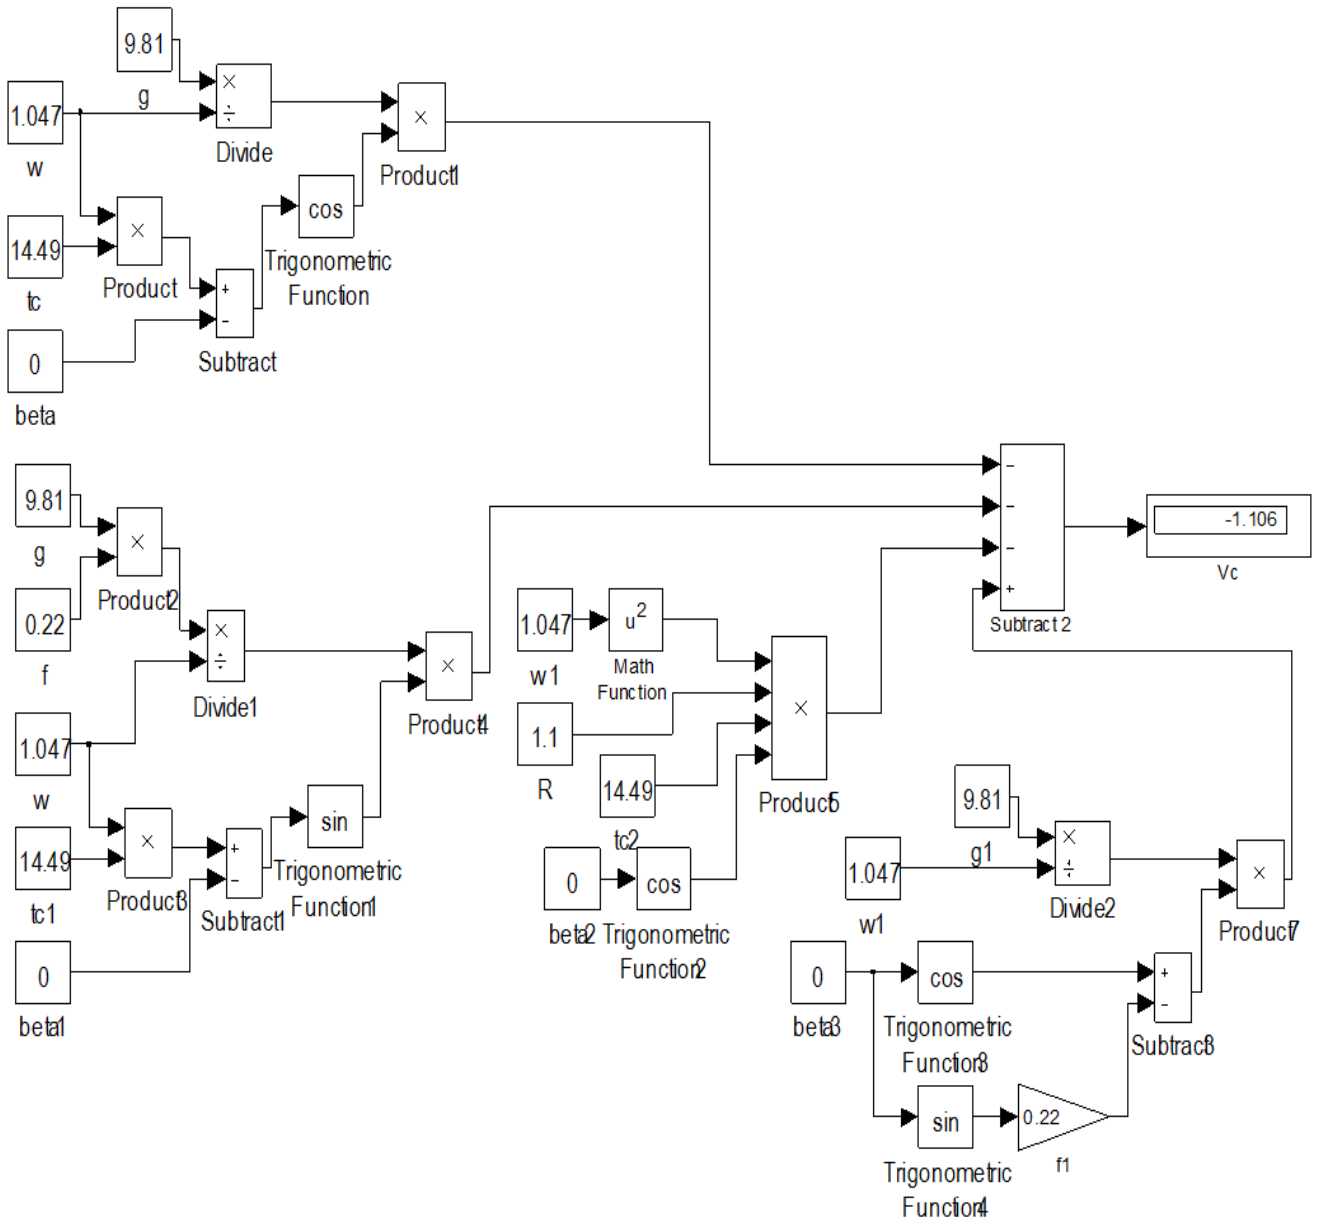 9.81
g
×
÷
Divide
1.047
w
×
Product1
cos
Trigonometric
Function
14.49
tc
×
Product
+
-
Subtract
0
beta
9.81
g
×
Product2
0.22
f
×
÷
Divide1
1.047
w
×
Product4
14.49
tc1
×
Product3
+
-
Subtract1
sin
Trigonometric
Function1
0
beta1
1.047
w1
u²
Math
Function
1.1
R
14.49
tc2
×
Product5
0
beta2
cos
Trigonometric
Function2
-
-
-
+
Subtract 2
-1.106
Vc
9.81
g1
1.047
w1
×
÷
Divide2
×
Product7
0
beta3
cos
Trigonometric
Function3
+
-
Subtract3
sin
Trigonometric
Function4
0.22
f1